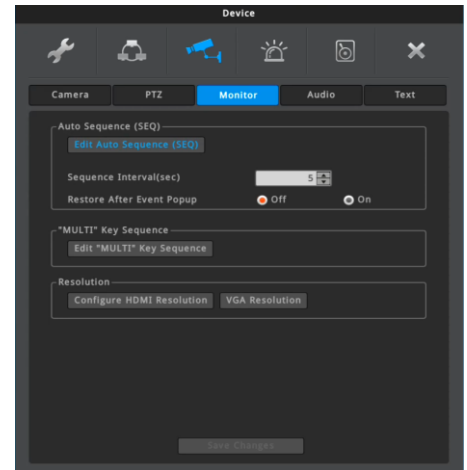 Device
Camera PTZ Monitor Audio Text
Auto Sequence (SEQ)
Edit Auto Sequence (SEQ)
Sequence Interval(sec) 5
Restore After Event Popup Off On
"MULTI" Key Sequence
Edit "MULTI" Key Sequence
Resolution
Configure HDMI Resolution VGA Resolution
Save Changes